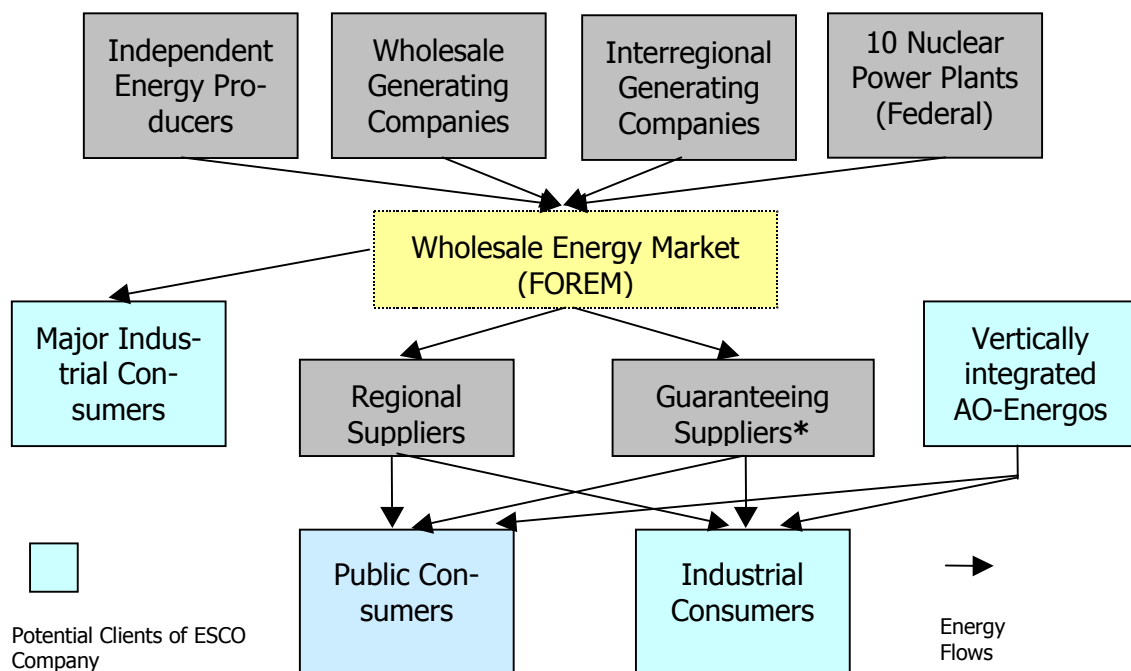 Independent
Energy Pro-
ducers
Wholesale
Generating
Companies
Interregional
Generating
Companies
10 Nuclear
Power Plants
(Federal)
Wholesale Energy Market
(FOREM)
Major Indus-
trial Con-
sumers
Regional
Suppliers
Guaranteeing
Suppliers*
Vertically
integrated
AO-Energos
Public Con-
sumers
Industrial
Consumers
Potential Clients of ESCO
Company
Energy
Flows